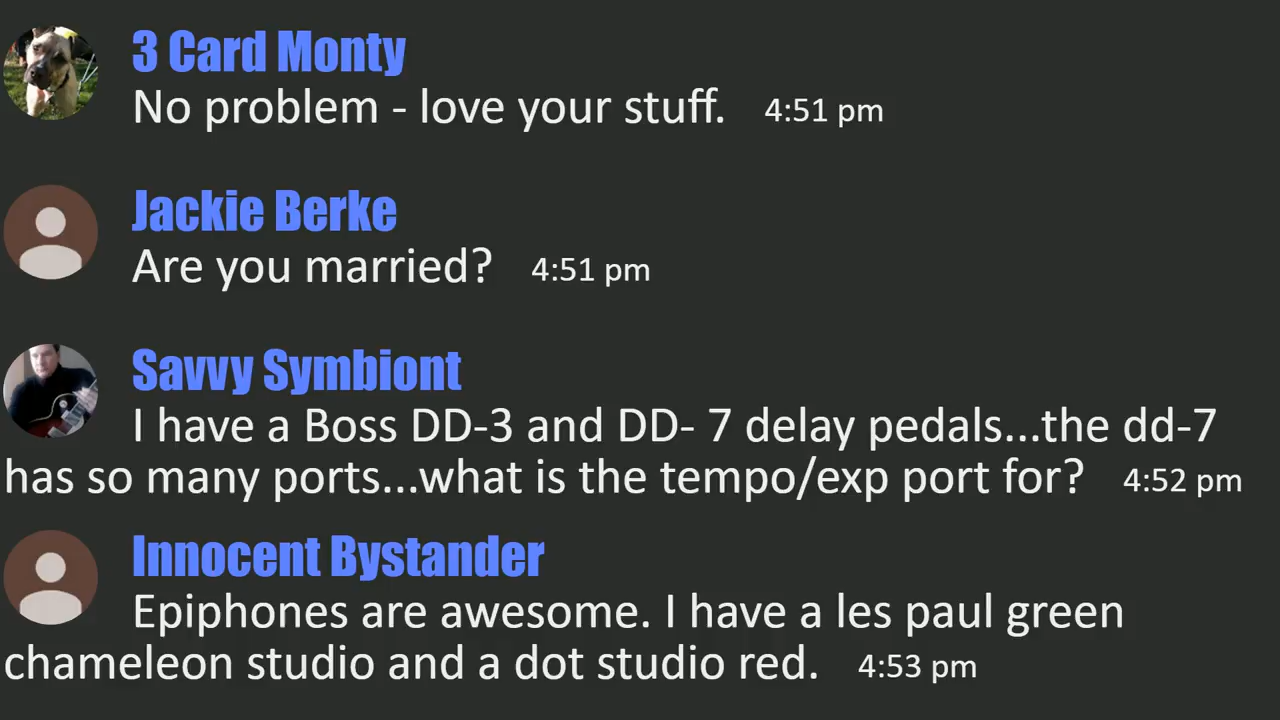 3 Card Monty
No problem - love your stuff. 4:51 pm
Jackie Berke
Are you married? 4:51 pm
Savvy Symbiont
I have a Boss DD-3 and DD- 7 delay pedals...the dd-7
has so many ports...what is the tempo/exp port for? 4:52 pm
Innocent Bystander
Epiphones are awesome. I have a les paul green
chameleon studio and a dot studio red. 4:53 pm